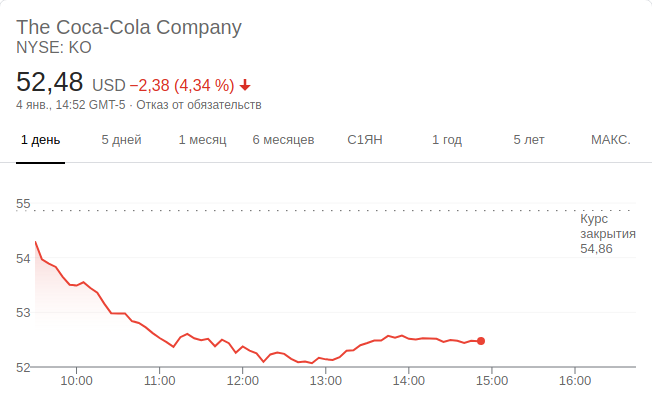 The Coca-Cola Company
NYSE: KO
52,48 USD −2,38 (4,34 %)
4 янв., 14:52 GMT-5 · Отказ от обязательств
1 день 5 дней 1 месяц 6 месяцев С1ЯН 1 год 5 лет МАКС.
55
Курс
закрытия
54,86
54
53
52
10:00 11:00 12:00 13:00 14:00 15:00 16:00